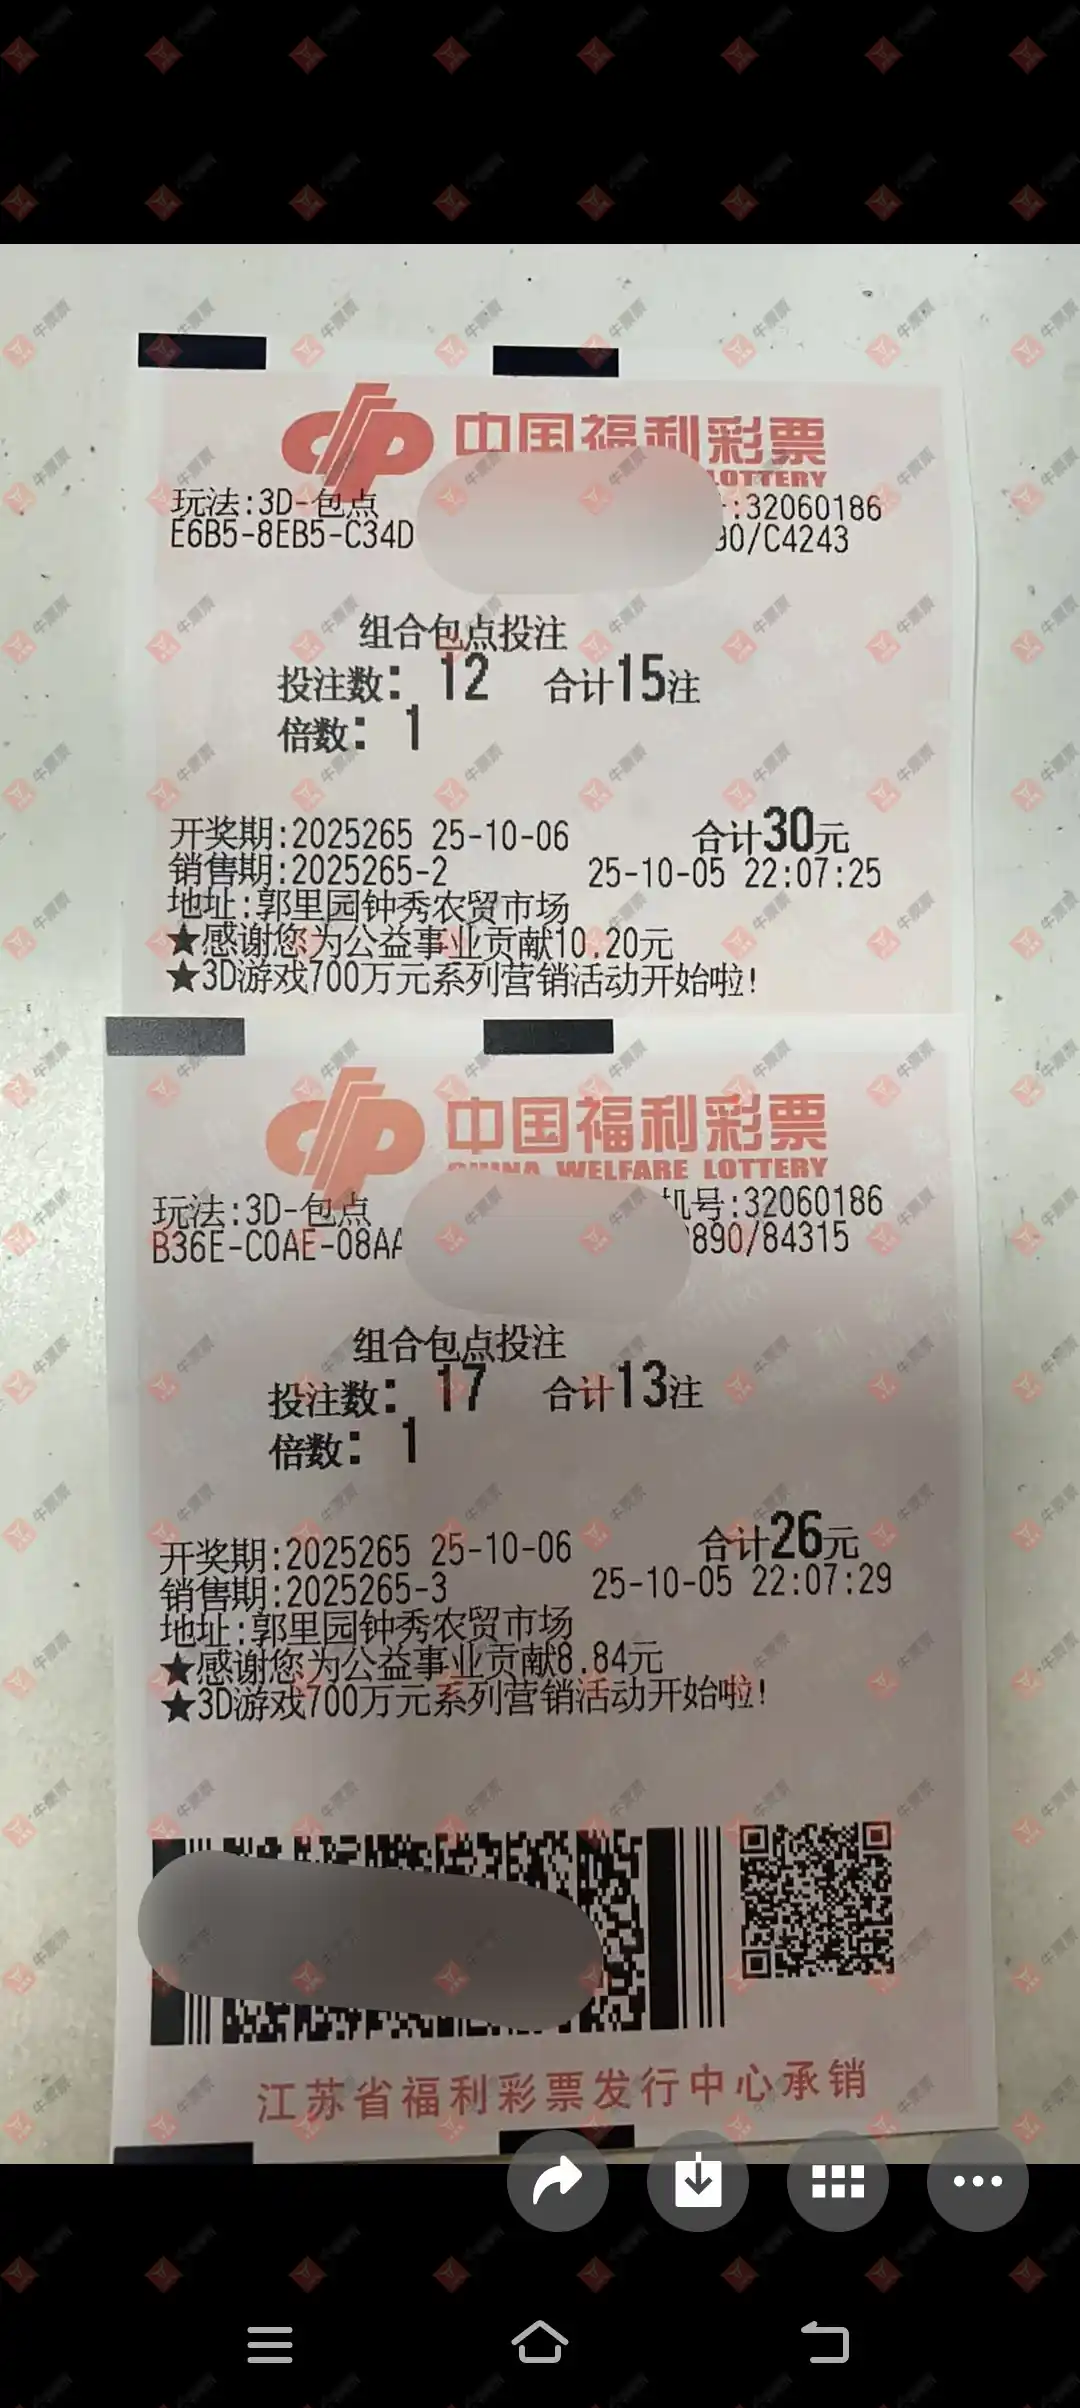 中国福利彩票
LOTTERY
玩法:3D-包点
:32060186
E6B5-8EB5-C34D
90/C4243
组合包点投注
投注数: 12 合计15注
倍数: 1
开奖期:2025265 25-10-06 合计30元
销售期:2025265-2 25-10-05 22:07:25
地址:郭里园钟秀农贸市场
★感谢您为公益事业贡献10.20元
★3D游戏700万元系列营销活动开始啦!
中国福利彩票
CHINA WELFARE LOTTERY
玩法:3D-包点
机号:32060186
B36E-C0AE-08AA
890/84315
组合包点投注
投注数: 17 合计13注
倍数: 1
开奖期:2025265 25-10-06 合计26元
销售期:2025265-3 25-10-05 22:07:29
地址:郭里园钟秀农贸市场
★感谢您为公益事业贡献8.84元
★3D游戏700万元系列营销活动开始啦!
江苏省福利彩票发行中心承销
牛票票